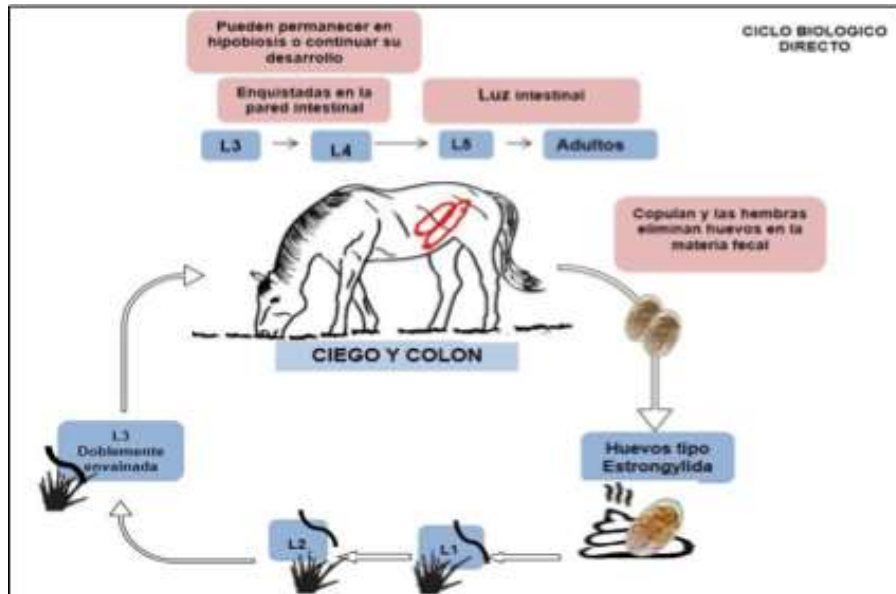 CICLO BIOLOGICO
DIRECTO
Pueden permanecer en
hipobiosis o continuar su
desarrollo
Enquistadas en la
pared intestinal
Luz intestinal
L3
L4
L5
Adultos
Copulan y las hembras
eliminan huevos en la
materia fecal
CIEGO Y COLON
Huevos tipo
Estrongylida
L1
L2
L3
Doblemente
envainada